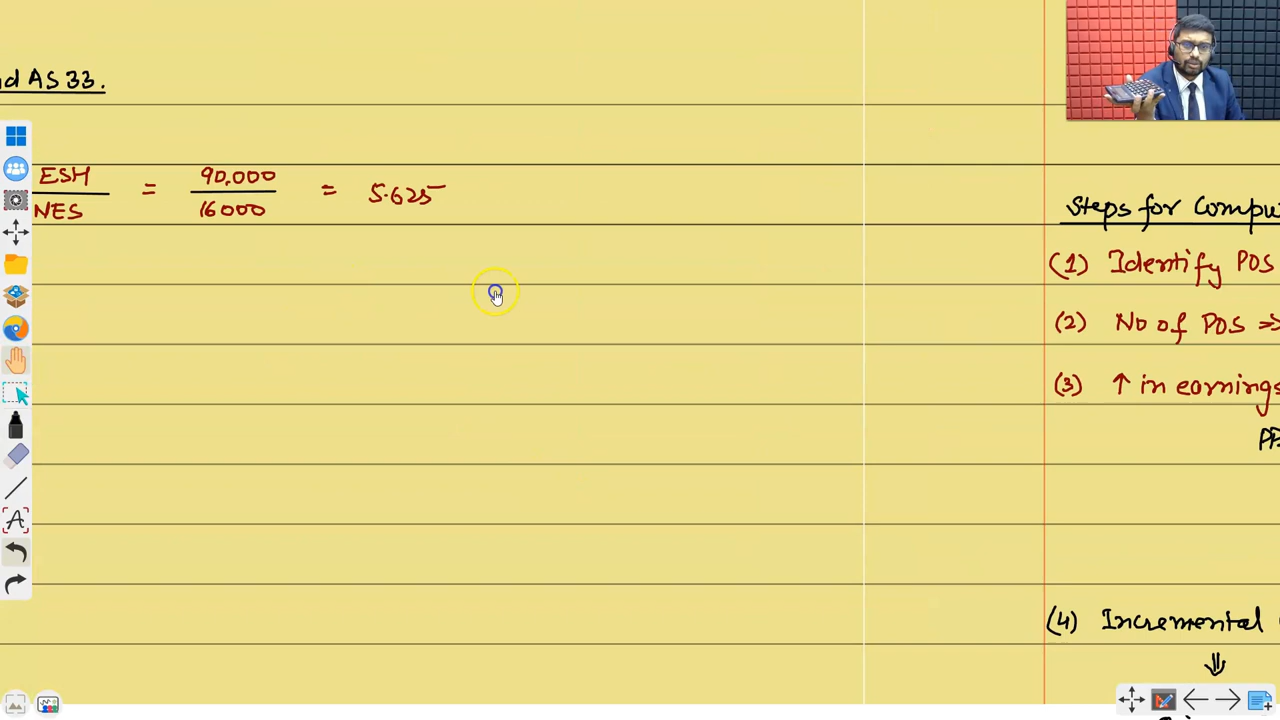 nd AS 33.
ESH
NES
=
90,000
16000
= 5.625
Steps for Compu
(1) Identify POS
(2) No of POS ⇒
(3) ↑ in earnings
(4) Incremental
⇓
A